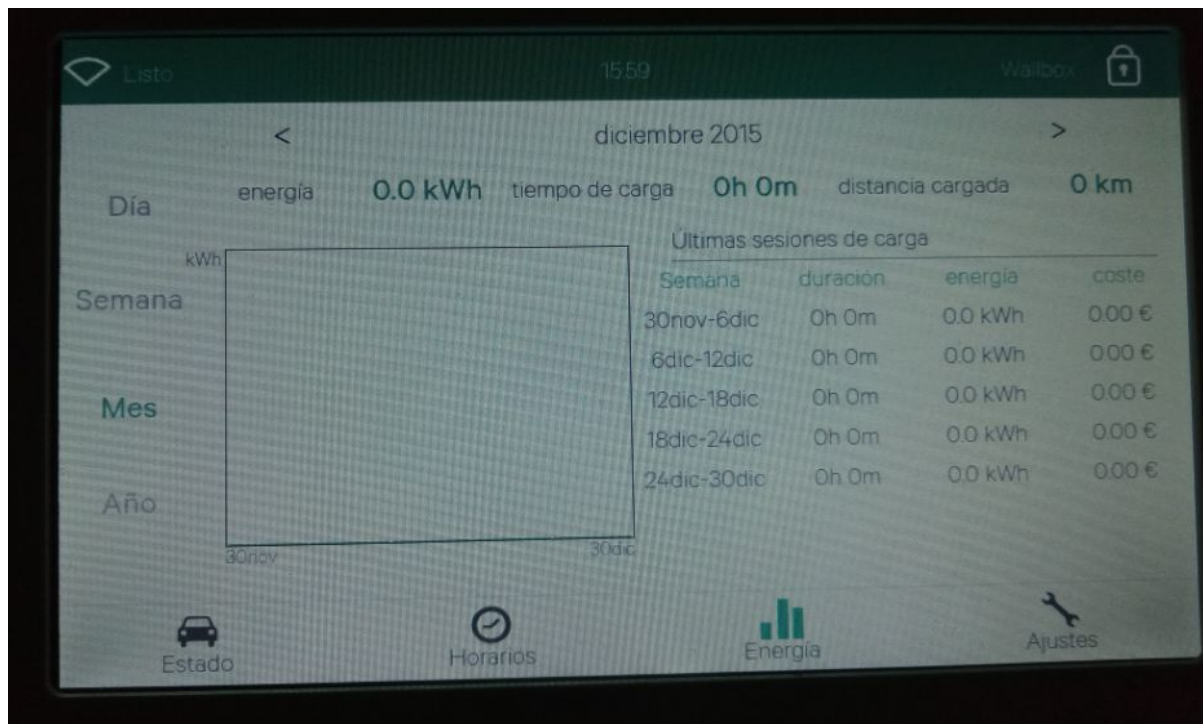 Listo 15:59 Wallbox
< diciembre 2015 >
Día
energía 0.0 kWh tiempo de carga 0h 0m distancia cargada 0 km
Últimas sesiones de carga
kWh
Semana duración energía coste
Semana
30nov-6dic 0h 0m 0.0 kWh 0.00 €
6dic-12dic 0h 0m 0.0 kWh 0.00 €
Mes
12dic-18dic 0h 0m 0.0 kWh 0.00 €
18dic-24dic 0h 0m 0.0 kWh 0.00 €
24dic-30dic 0h 0m 0.0 kWh 0.00 €
Año
30nov 30dic
Estado Horarios Energía Ajustes